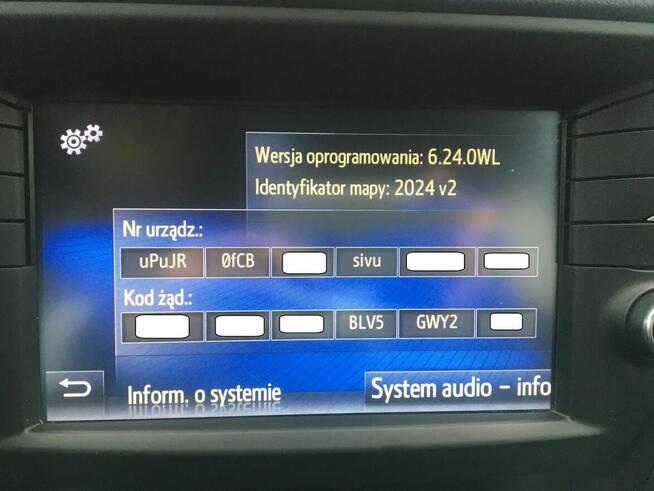 Wersja oprogramowania: 6.24.0WL
Identyfikator mapy: 2024 v2
Nr urządz.:
uPuJR 0fCB sivu
Kod żąd.:
BLV5 GWY2
Inform. o systemie System audio – info